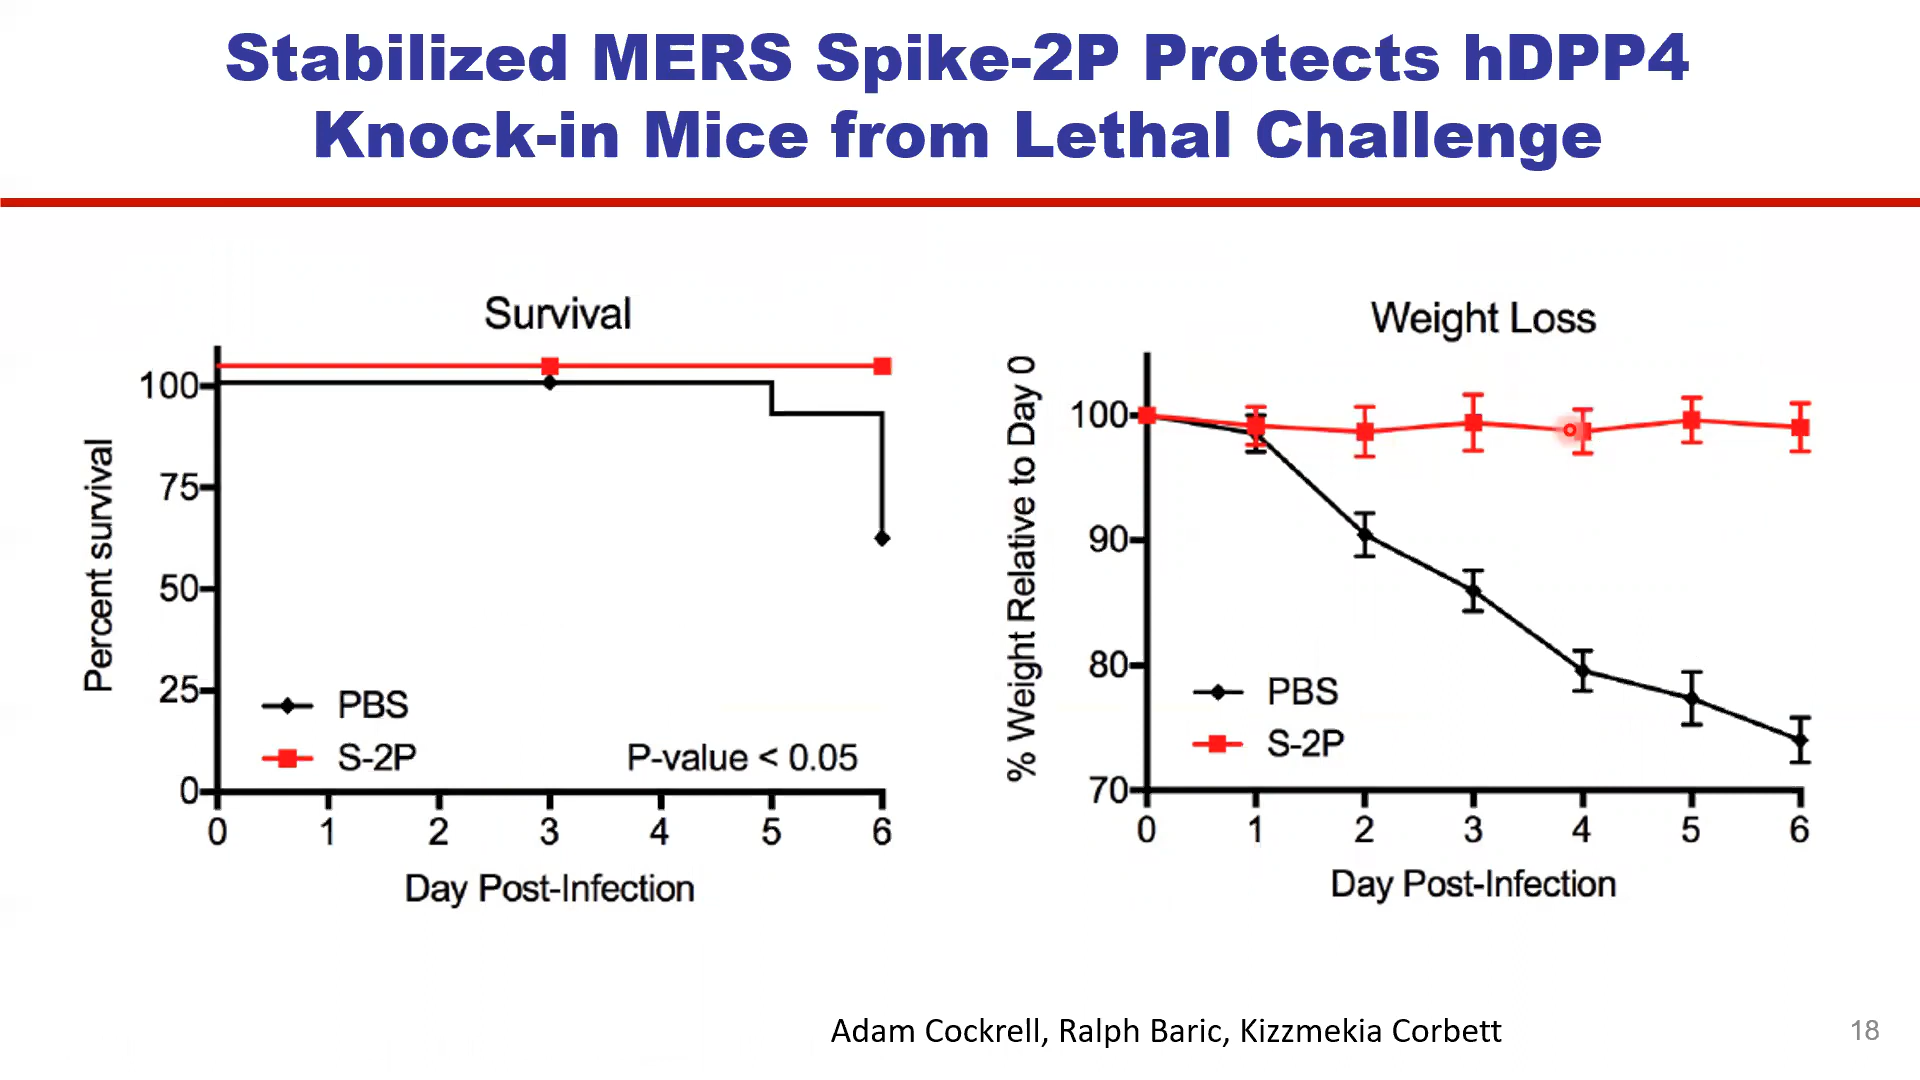 Stabilized MERS Spike-2P Protects hDPP4
Knock-in Mice from Lethal Challenge
Survival
Percent survival
100
75
50
25
0
PBS
S-2P
P-value < 0.05
0 1 2 3 4 5 6
Day Post-Infection
Weight Loss
% Weight Relative to Day 0
100
90
80
70
PBS
S-2P
0 1 2 3 4 5 6
Day Post-Infection
Adam Cockrell, Ralph Baric, Kizzmekia Corbett
18